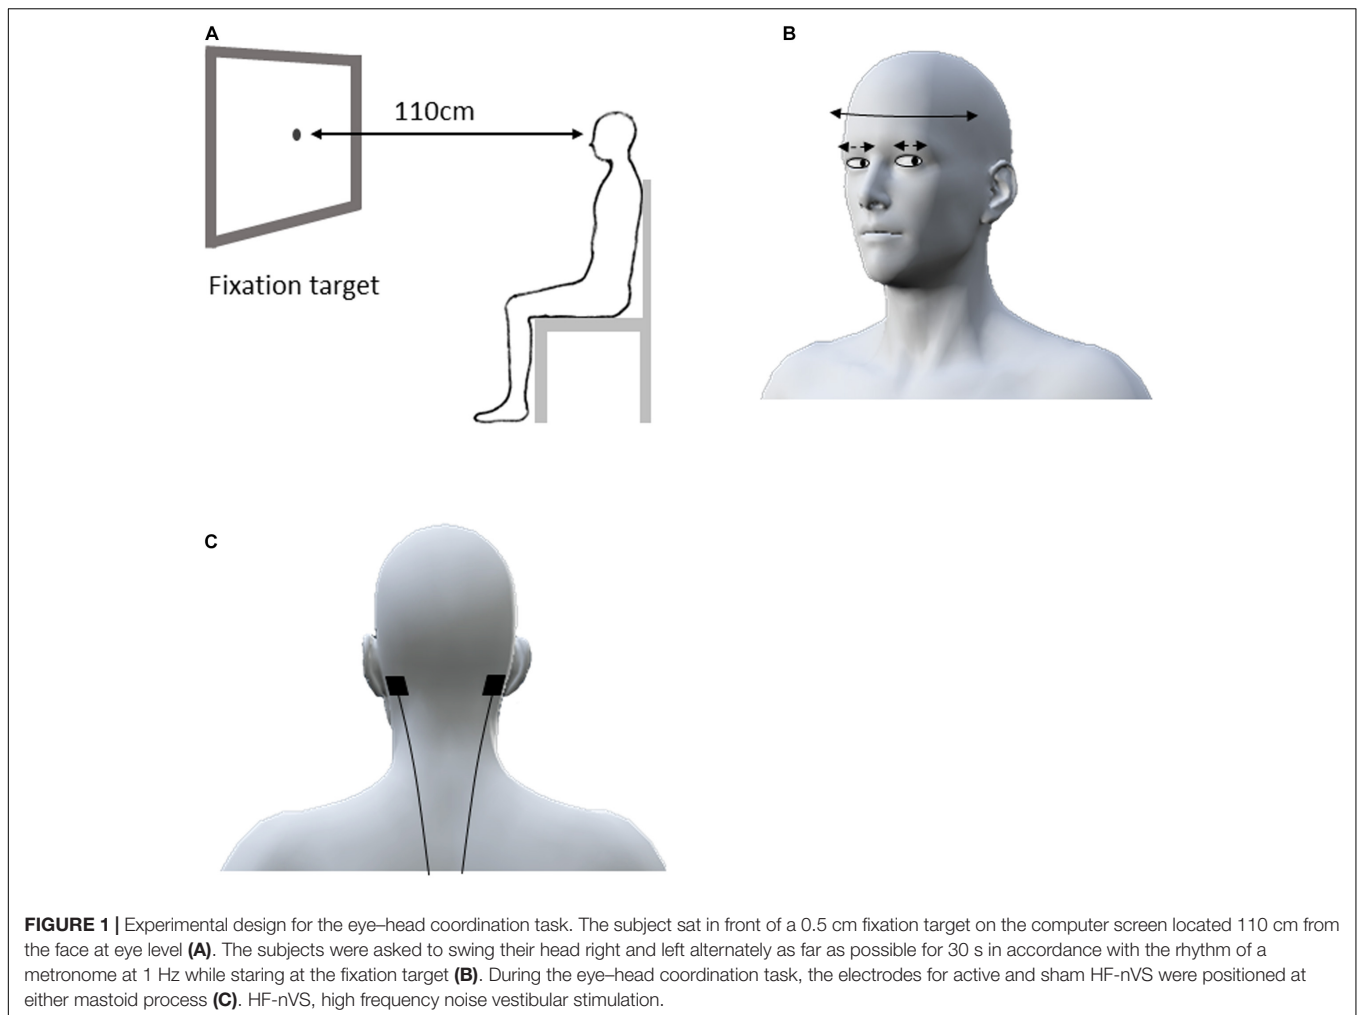 A
B
110cm
Fixation target
C
FIGURE 1 | Experimental design for the eye–head coordination task. The subject sat in front of a 0.5 cm fixation target on the computer screen located 110 cm from
the face at eye level (A). The subjects were asked to swing their head right and left alternately as far as possible for 30 s in accordance with the rhythm of a
metronome at 1 Hz while staring at the fixation target (B). During the eye–head coordination task, the electrodes for active and sham HF-nVS were positioned at
either mastoid process (C). HF-nVS, high frequency noise vestibular stimulation.